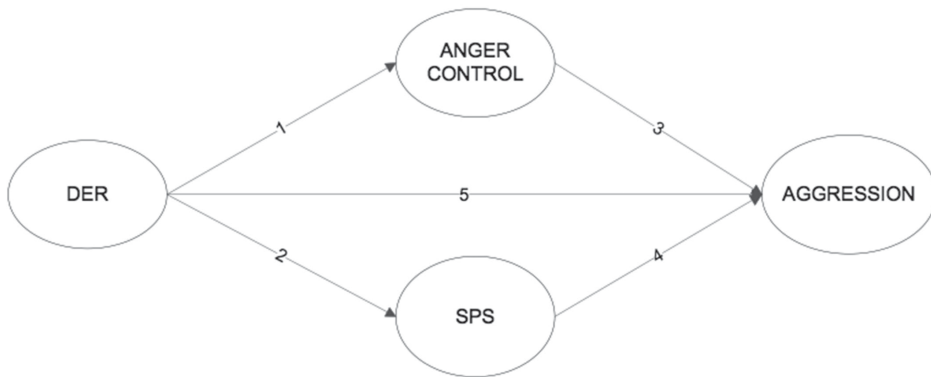 ANGER
CONTROL
1
3
DER
5
AGGRESSION
2
4
SPS